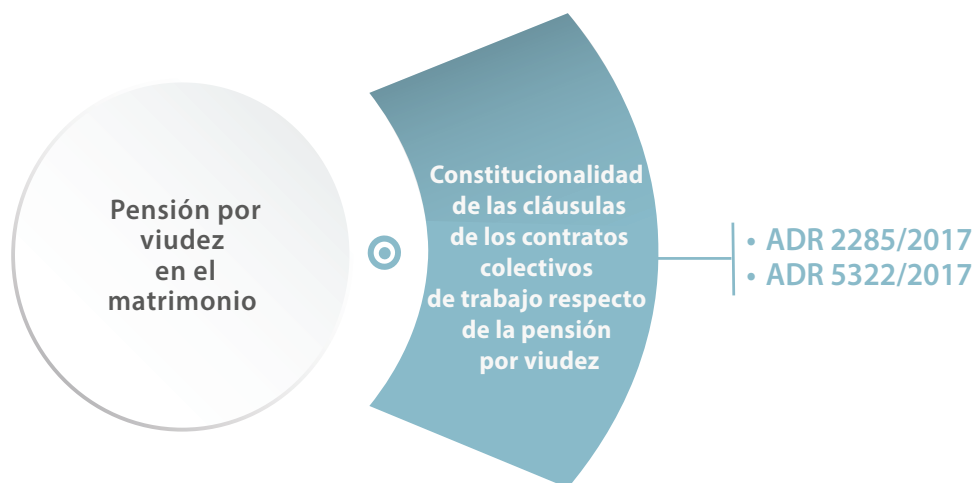 Pensión por
viudez
en el
matrimonio
Constitucionalidad
de las cláusulas
de los contratos
colectivos
de trabajo respecto
de la pensión
por viudez
• ADR 2285/2017
• ADR 5322/2017